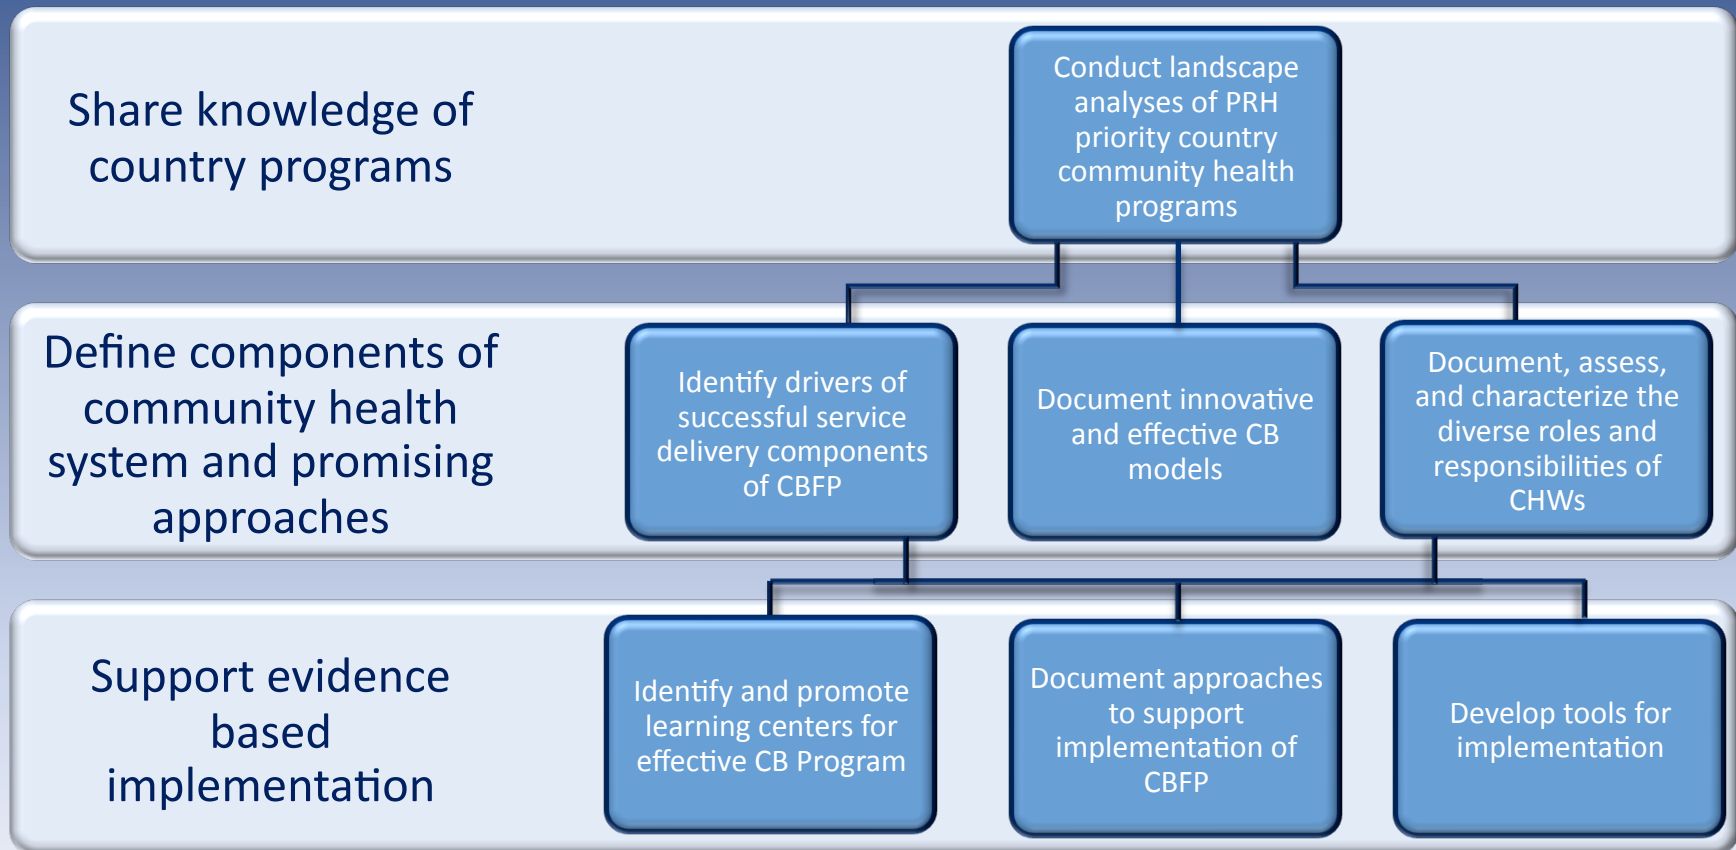 Share knowledge of
country programs
Conduct landscape
analyses of PRH
priority country
community health
programs
Define components of
community health
system and promising
approaches
Identify drivers of
successful service
delivery components
of CBFP
Document innovative
and effective CB
models
Document, assess,
and characterize the
diverse roles and
responsibilities of
CHWs
Support evidence
based
implementation
Identify and promote
learning centers for
effective CB Program
Document approaches
to support
implementation of
CBFP
Develop tools for
implementation